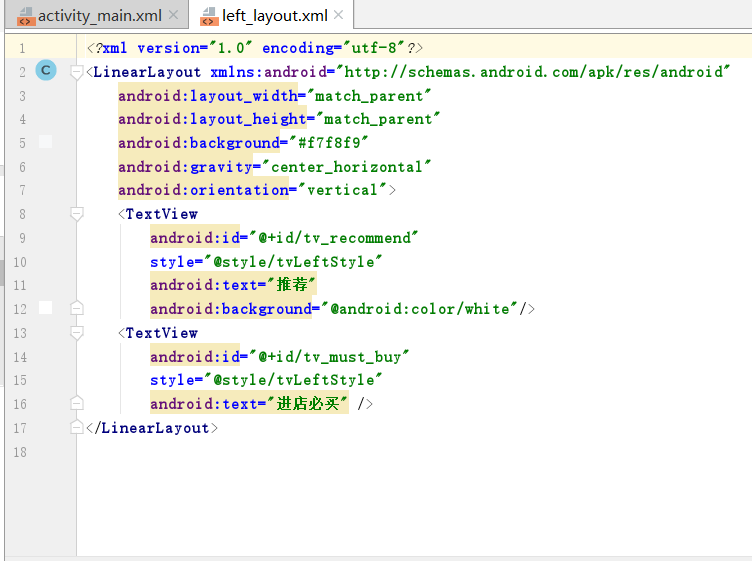 activity_main.xml left_layout.xml
1 <?xml version="1.0" encoding="utf-8"?>
2 C <LinearLayout xmlns:android="http://schemas.android.com/apk/res/android"
3 android:layout_width="match_parent"
4 android:layout_height="match_parent"
5 android:background="#f7f8f9"
6 android:gravity="center_horizontal"
7 android:orientation="vertical">
8 <TextView
9 android:id="@+id/tv_recommend"
10 style="@style/tvLeftStyle"
11 android:text="推荐"
12 android:background="@android:color/white"/>
13 <TextView
14 android:id="@+id/tv_must_buy"
15 style="@style/tvLeftStyle"
16 android:text="进店必买" />
17 </LinearLayout>
18